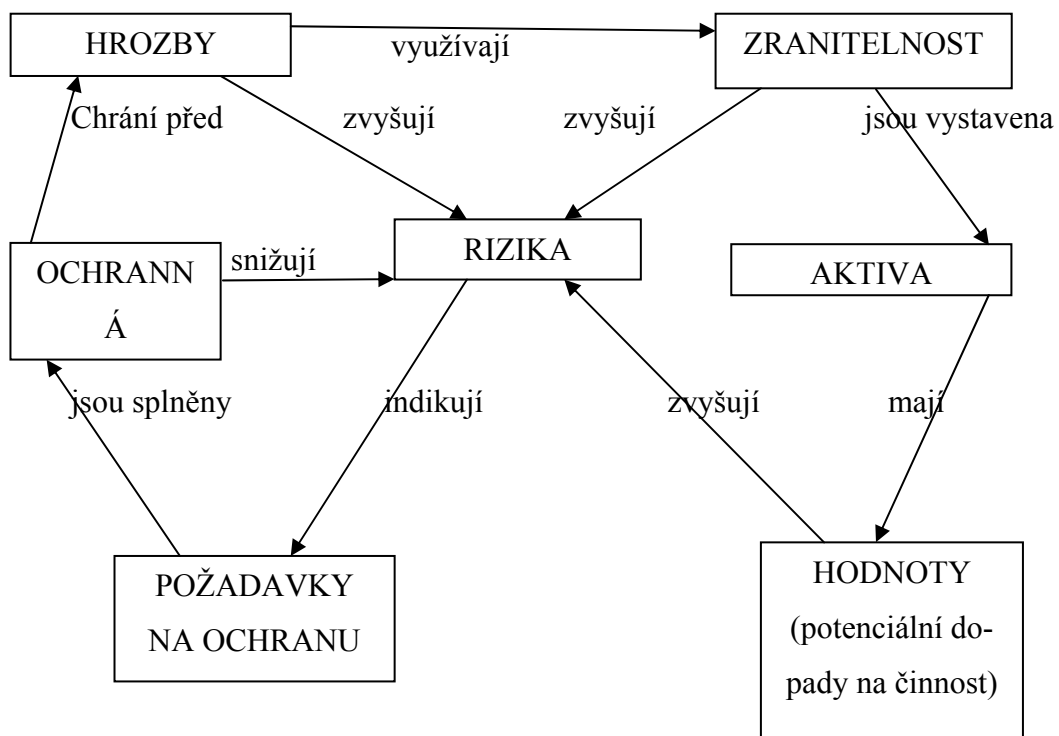 HROZBY
využívají
ZRANITELNOST
Chrání před
zvyšují
zvyšují
jsou vystavena
OCHRANN
Á
snižují
RIZIKA
AKTIVA
jsou splněny
indikují
zvyšují
mají
POŽADAVKY
NA OCHRANU
HODNOTY
(potenciální do-
pady na činnost)